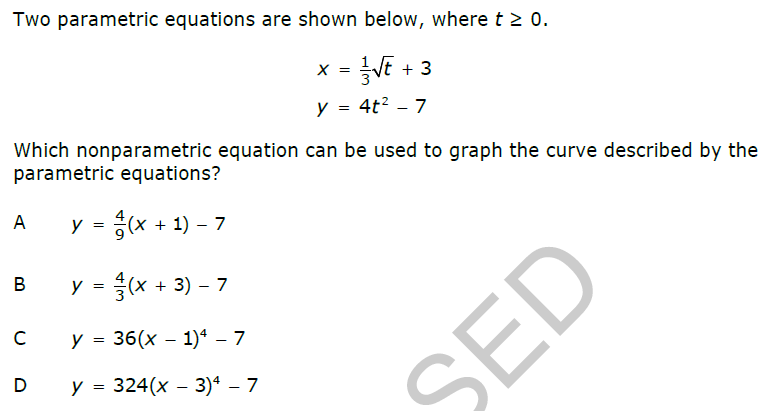 Two parametric equations are shown below, where t ≥ 0.
x = 1/3 √t + 3
y = 4t² – 7
Which nonparametric equation can be used to graph the curve described by the
parametric equations?
A y = 4/9 (x + 1) – 7
B y = 4/3 (x + 3) – 7
C y = 36(x – 1)⁴ – 7
D y = 324(x – 3)⁴ – 7
SED